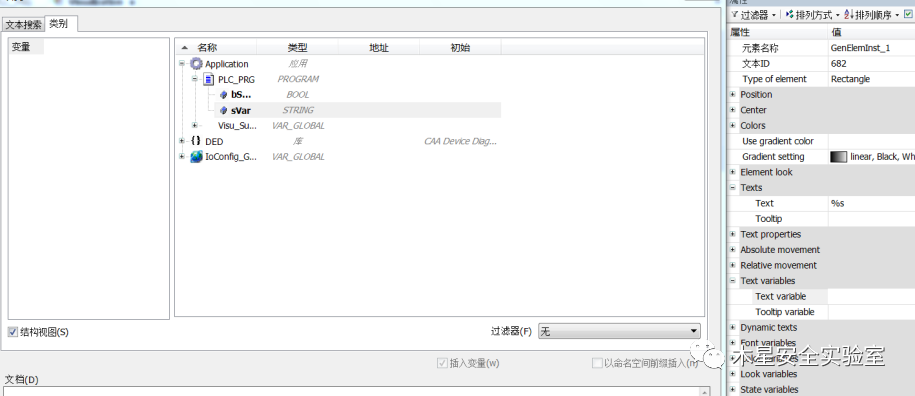 文本搜索 类别
变量
名称 类型 地址 初始
Application 应用
PLC_PRG PROGRAM
bS... BOOL
sVar STRING
Visu_Su... VAR_GLOBAL
DED 库 CAA Device Diag...
IoConfig_G... VAR_GLOBAL
结构视图(S)
过滤器(F) 无
插入变量(w) 以命名空间前缀插入(n)
文档(D)
过滤器 排列方式 排列顺序
属性 值
元素名称 GenElemInst_1
文本ID 682
Type of element Rectangle
Position
Center
Colors
Use gradient color
Gradient setting linear, Black, Wh
Element look
Texts
Text %s
Tooltip
Text properties
Absolute movement
Relative movement
Text variables
Text variable
Tooltip variable
Dynamic texts
Font variables
Look variables
State variables
木星安全实验室